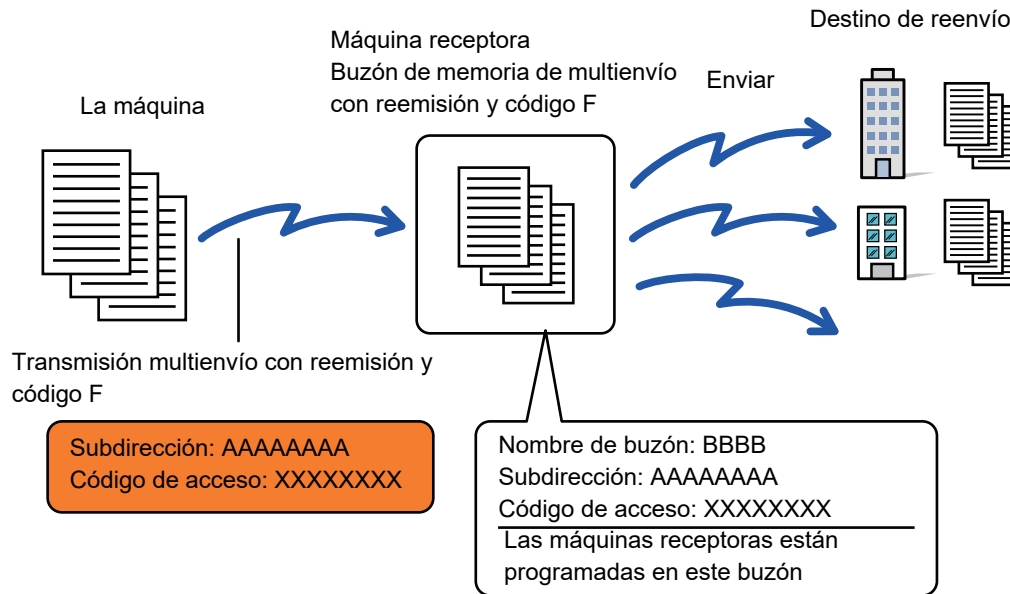 Destino de reenvío
Máquina receptora
Buzón de memoria de multienvío
con reemisión y código F
Enviar
La máquina
Transmisión multienvío con reemisión y
código F
Subdirección: AAAAAAAA
Código de acceso: XXXXXXXX
Nombre de buzón: BBBB
Subdirección: AAAAAAAA
Código de acceso: XXXXXXXX
Las máquinas receptoras están
programadas en este buzón